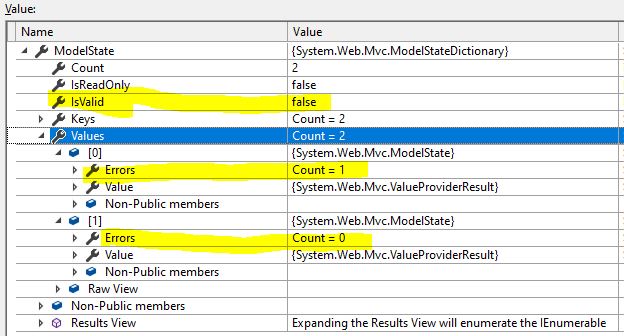 Value:
Name Value
ModelState {System.Web.Mvc.ModelStateDictionary}
Count 2
IsReadOnly false
IsValid false
Keys Count = 2
Values Count = 2
[0] {System.Web.Mvc.ModelState}
Errors Count = 1
Value {System.Web.Mvc.ValueProviderResult}
Non-Public members
[1] {System.Web.Mvc.ModelState}
Errors Count = 0
Value {System.Web.Mvc.ValueProviderResult}
Non-Public members
Raw View
Non-Public members
Results View Expanding the Results View will enumerate the IEnumerable